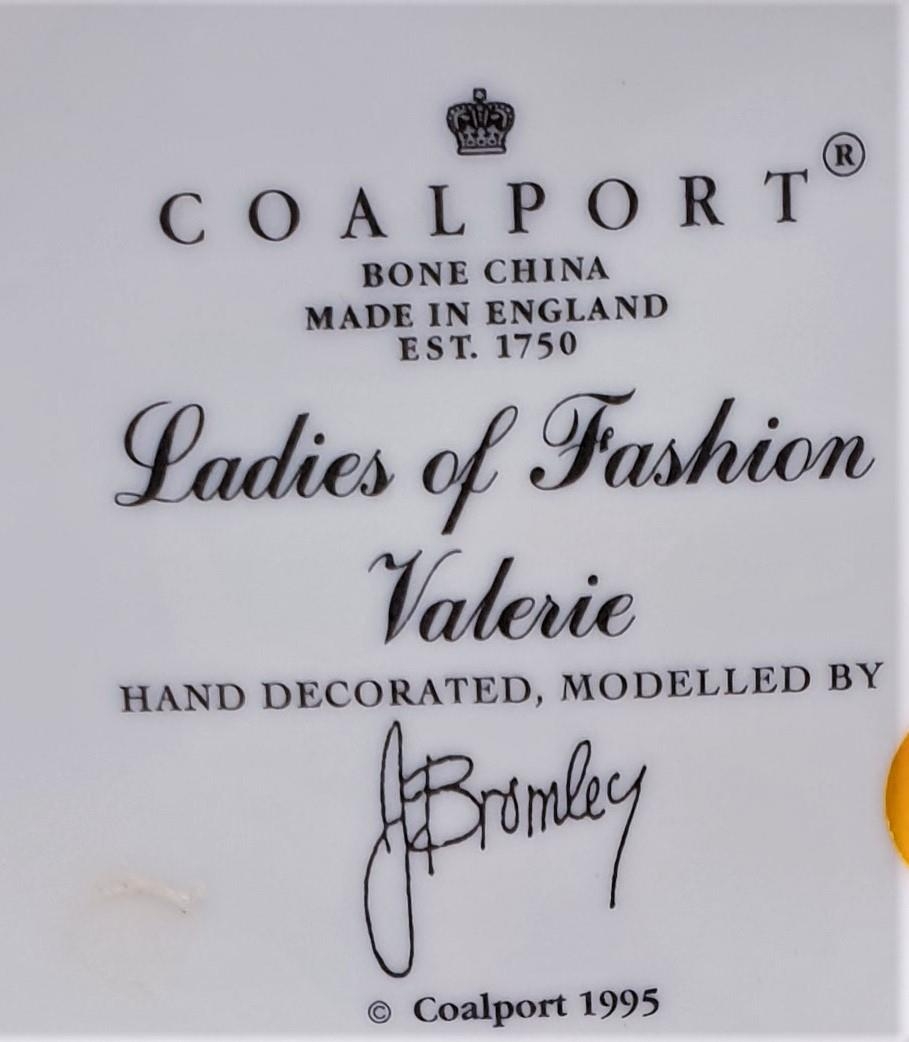 COALPORT®
BONE CHINA
MADE IN ENGLAND
EST. 1750
Ladies of Fashion
Valerie
HAND DECORATED, MODELLED BY
J Bromley
© Coalport 1995